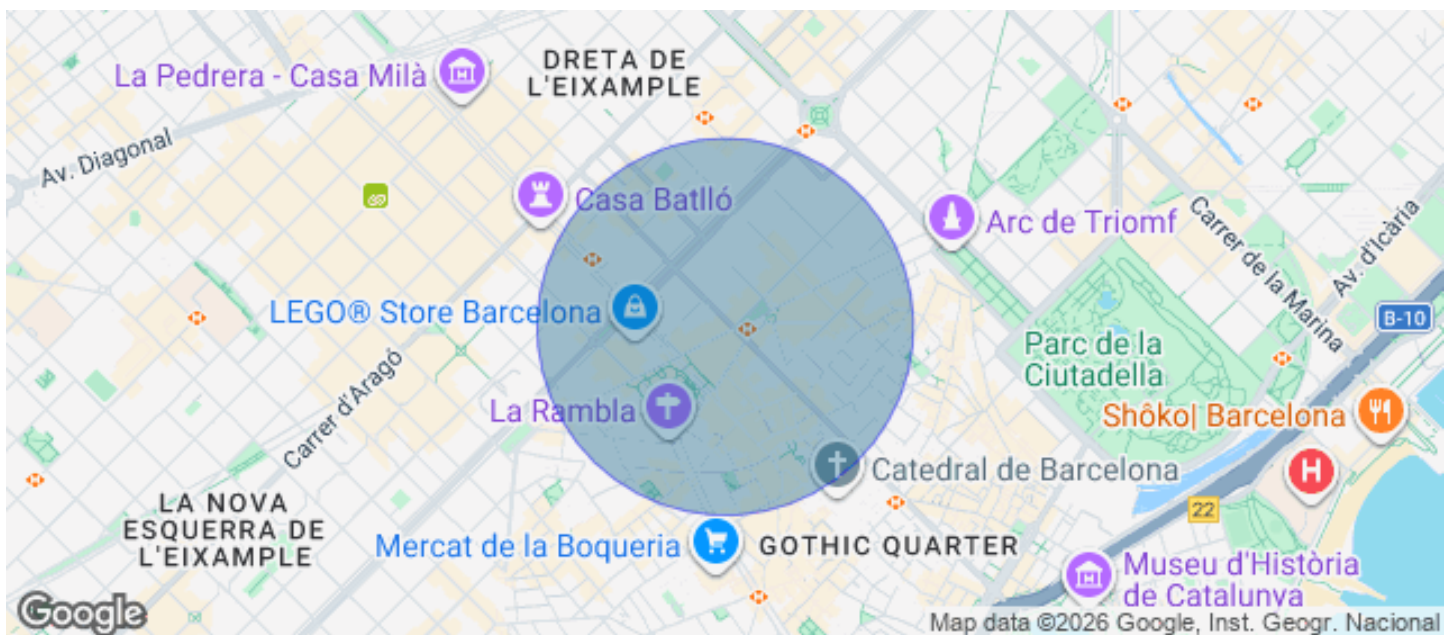 DRETA DE
L'EIXAMPLE
La Pedrera - Casa Milà
Av. Diagonal
Casa Batlló
Arc de Triomf
Carrer de la Marina
Av. d'Icària
LEGO® Store Barcelona
B-10
Parc de la
Ciutadella
Carrer d'Aragó
La Rambla
Shôko| Barcelona
H
Catedral de Barcelona
LA NOVA
ESQUERRA DE
L'EIXAMPLE
22
Mercat de la Boqueria
GOTHIC QUARTER
Museu d'Història
de Catalunya
Google
Map data ©2026 Google, Inst. Geogr. Nacional